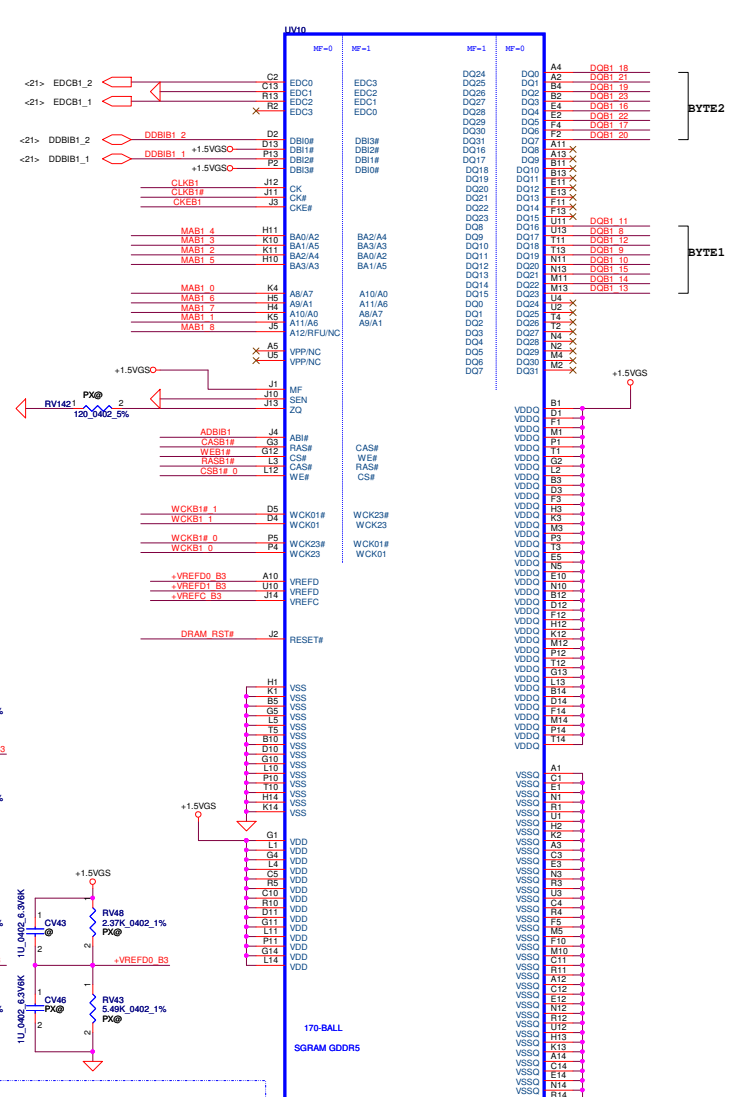 UV10
MF=0 MF=1 MF=1 MF=0
<21> EDCB1_2 C2 EDC0 EDC3
C13 EDC1 EDC2
<21> EDCB1_1 R13 EDC2 EDC1
R2 EDC3 EDC0
<21> DDBIB1_2 DDBIB1_2 D2 DBI0# DBI3#
+1.5VGS D13 DBI1# DBI2#
<21> DDBIB1_1 DDBIB1_1 P13 DBI2# DBI1#
+1.5VGS P2 DBI3# DBI0#
CLKB1 J12 CK
CLKB1# J11 CK#
CKEB1 J3 CKE#
MAB1_4 H11 BA0/A2 BA2/A4
MAB1_3 K10 BA1/A5 BA3/A3
MAB1_2 K11 BA2/A4 BA0/A2
MAB1_5 H10 BA3/A3 BA1/A5
MAB1_0 K4 A8/A7 A10/A0
MAB1_6 H5 A9/A1 A11/A6
MAB1_7 H4 A10/A0 A8/A7
MAB1_1 K5 A11/A6 A9/A1
MAB1_8 J5 A12/RFU/NC
A5 VPP/NC
U5 VPP/NC
+1.5VGS J1 MF
J10 SEN
J13 ZQ
PX@
RV142 1 2
120_0402_5%
ADBIB1 J4 ABI#
CASB1# G3 RAS# CAS#
WEB1# G12 CS# WE#
RASB1# L3 CAS# RAS#
CSB1#_0 L12 WE# CS#
WCKB1#_1 D5 WCK01# WCK23#
WCKB1_1 D4 WCK01 WCK23
WCKB1#_0 P5 WCK23# WCK01#
WCKB1_0 P4 WCK23 WCK01
+VREFD0_B3 A10 VREFD
+VREFD1_B3 U10 VREFD
+VREFC_B3 J14 VREFC
DRAM_RST# J2 RESET#
H1 VSS
K1 VSS
B5 VSS
G5 VSS
L5 VSS
T5 VSS
B10 VSS
D10 VSS
G10 VSS
L10 VSS
P10 VSS
T10 VSS
H14 VSS
K14 VSS
+1.5VGS
G1 VDD
L1 VDD
G4 VDD
L4 VDD
C5 VDD
R5 VDD
C10 VDD
R10 VDD
D11 VDD
G11 VDD
L11 VDD
P11 VDD
G14 VDD
L14 VDD
DQ24 DQ0 A4 DQB1_18
DQ25 DQ1 A2 DQB1_21
DQ26 DQ2 B4 DQB1_19
DQ27 DQ3 B2 DQB1_23
DQ28 DQ4 E4 DQB1_16
DQ29 DQ5 E2 DQB1_22
DQ30 DQ6 F4 DQB1_17
DQ31 DQ7 F2 DQB1_20
BYTE2
DQ16 DQ8 A11
DQ17 DQ9 A13
DQ18 DQ10 B11
DQ19 DQ11 B13
DQ20 DQ12 E11
DQ21 DQ13 E13
DQ22 DQ14 F11
DQ23 DQ15 F13
DQ8 DQ16 U11 DQB1_11
DQ9 DQ17 U13 DQB1_8
DQ10 DQ18 T11 DQB1_12
DQ11 DQ19 T13 DQB1_9
DQ12 DQ20 N11 DQB1_10
DQ13 DQ21 N13 DQB1_15
DQ14 DQ22 M11 DQB1_14
DQ15 DQ23 M13 DQB1_13
BYTE1
DQ0 DQ24 U4
DQ1 DQ25 U2
DQ2 DQ26 T4
DQ3 DQ27 T2
DQ4 DQ28 N4
DQ5 DQ29 N2
DQ6 DQ30 M4
DQ7 DQ31 M2
+1.5VGS
VDDQ B1
VDDQ D1
VDDQ F1
VDDQ M1
VDDQ P1
VDDQ T1
VDDQ G2
VDDQ L2
VDDQ B3
VDDQ D3
VDDQ F3
VDDQ H3
VDDQ K3
VDDQ M3
VDDQ P3
VDDQ T3
VDDQ E5
VDDQ N5
VDDQ E10
VDDQ N10
VDDQ B12
VDDQ D12
VDDQ F12
VDDQ H12
VDDQ K12
VDDQ M12
VDDQ P12
VDDQ T12
VDDQ G13
VDDQ L13
VDDQ B14
VDDQ D14
VDDQ F14
VDDQ M14
VDDQ P14
VDDQ T14
VSSQ A1
VSSQ C1
VSSQ E1
VSSQ N1
VSSQ R1
VSSQ U1
VSSQ H2
VSSQ K2
VSSQ A3
VSSQ C3
VSSQ E3
VSSQ N3
VSSQ R3
VSSQ U3
VSSQ C4
VSSQ R4
VSSQ F5
VSSQ M5
VSSQ F10
VSSQ M10
VSSQ C11
VSSQ R11
VSSQ A12
VSSQ C12
VSSQ E12
VSSQ N12
VSSQ R12
VSSQ U12
VSSQ H13
VSSQ K13
VSSQ A14
VSSQ C14
VSSQ E14
VSSQ N14
R14
+1.5VGS
1U_0402_6.3V6K
1 CV43 @ 2
1 RV48 2.37K_0402_1% PX@ 2
+VREFD0_B3
1U_0402_6.3V6K
1 CV46 PX@ 2
1 RV43 5.49K_0402_1% PX@ 2
170-BALL
SGRAM GDDR5